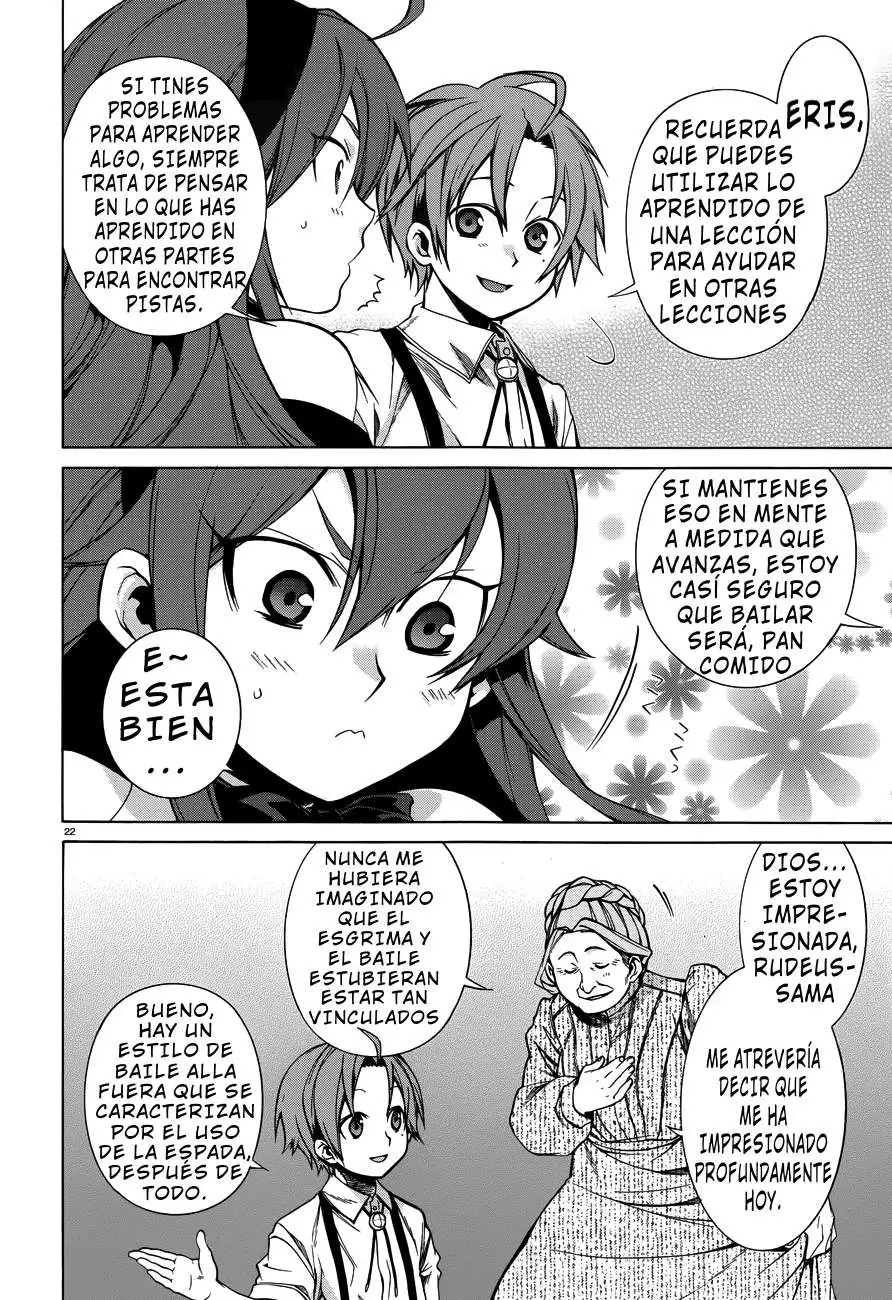 ERIS,
RECUERDA
QUE PUEDES
UTILIZAR LO
APRENDIDO DE
UNA LECCIÓN
PARA AYUDAR
EN OTRAS
LECCIONES
SI TINES
PROBLEMAS
PARA APRENDER
ALGO, SIEMPRE
TRATA DE PENSAR
EN LO QUE HAS
APRENDIDO EN
OTRAS PARTES
PARA ENCONTRAR
PISTAS.
SI MANTIENES
ESO EN MENTE
A MEDIDA QUE
AVANZAS, ESTOY
CASÍ SEGURO
QUE BAILAR
SERÁ, PAN
COMIDO
E~
ESTA
BIEN
...
22
DIOS...
ESTOY
IMPRE-
SIONADA,
RUDEUS-
SAMA
ME ATREVERÍA
DECIR QUE
ME HA
IMPRESIONADO
PROFUNDAMENTE
HOY.
NUNCA ME
HUBIERA
IMAGINADO
QUE EL
ESGRIMA Y
EL BAILE
ESTUBIERAN
ESTAR TAN
VINCULADOS
BUENO,
HAY UN
ESTILO DE
BAILE ALLA
FUERA QUE SE
CARACTERIZAN
POR EL USO
DE LA ESPADA,
DESPUÉS DE
TODO.